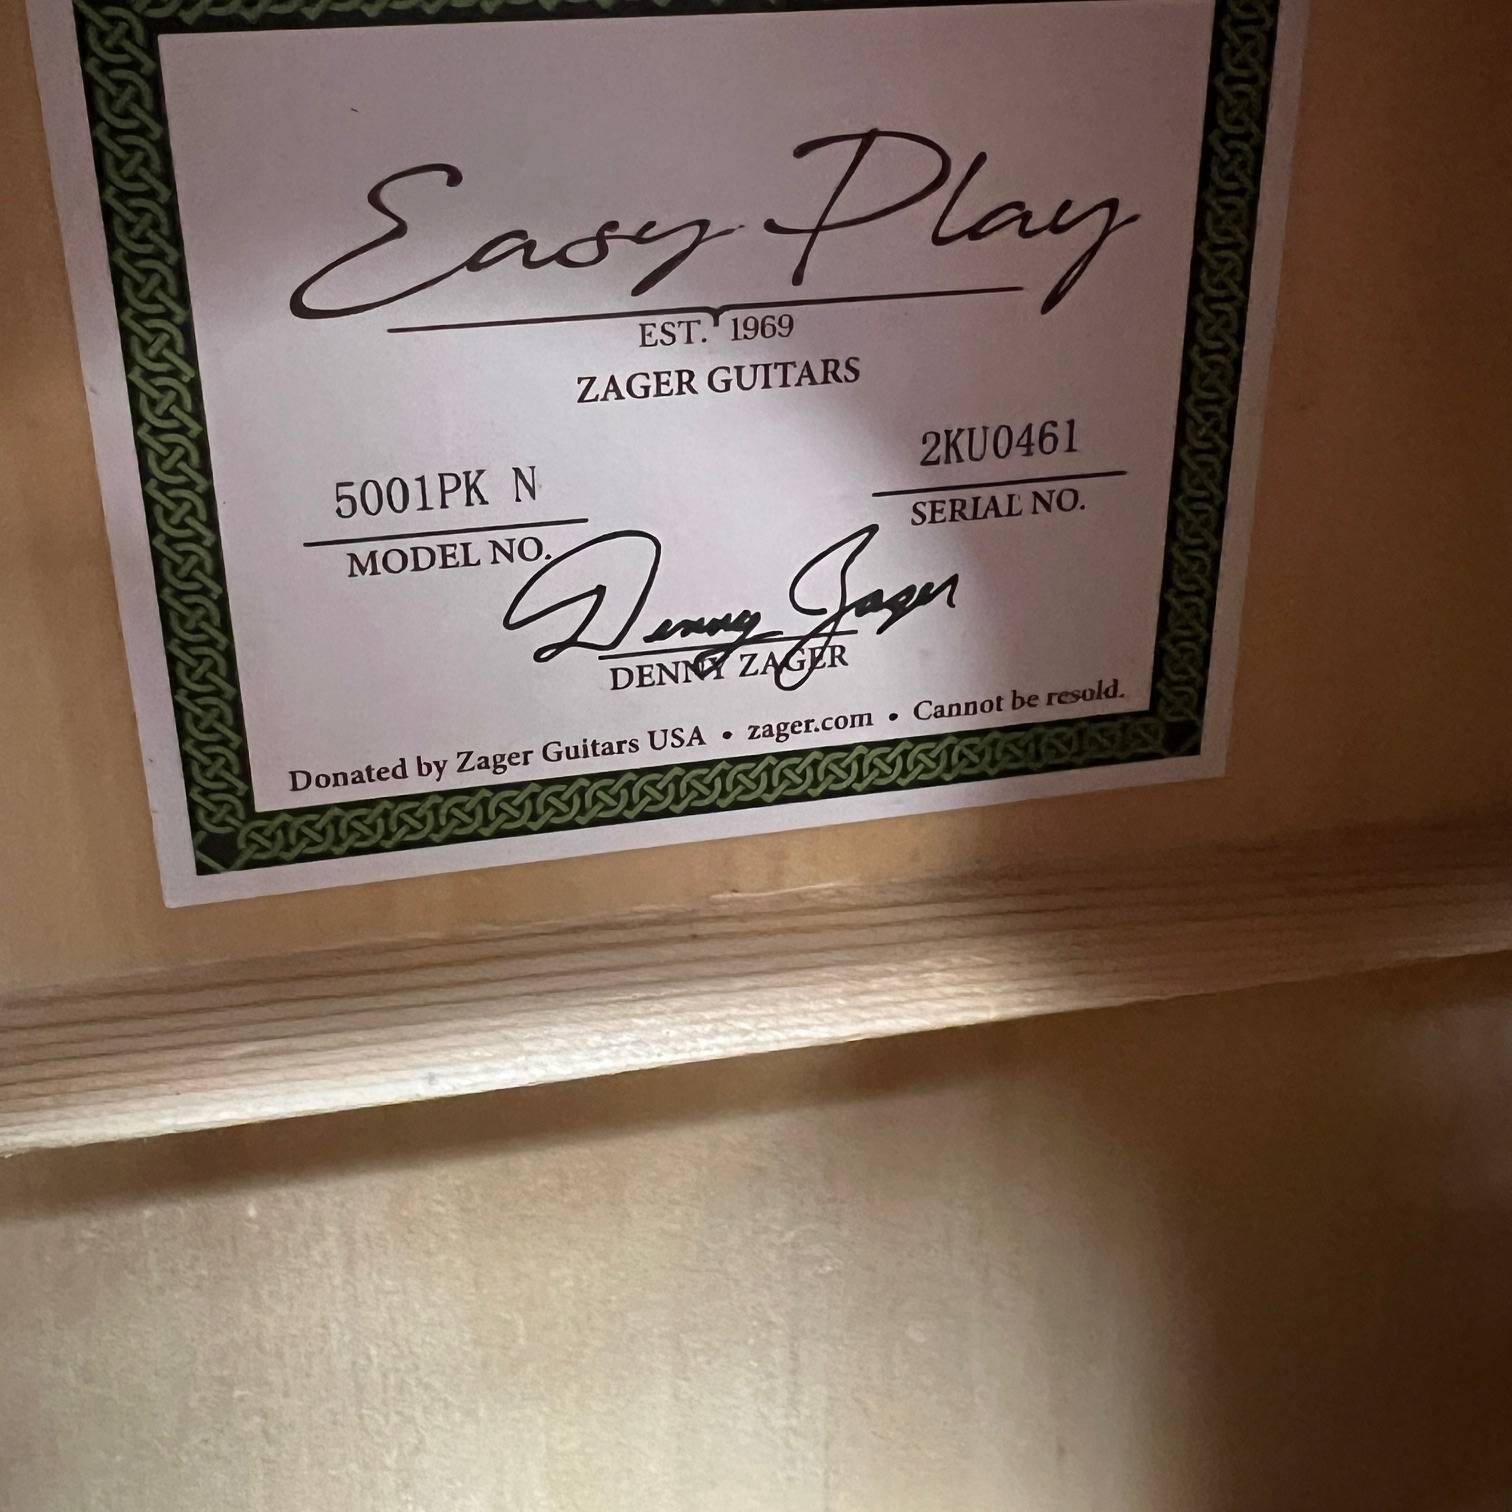 Easy Play
EST. 1969
ZAGER GUITARS
5001PK N
MODEL NO.
2KU0461
SERIAL NO.
Denny Zager
DENNY ZAGER
Donated by Zager Guitars USA • zager.com • Cannot be resold.